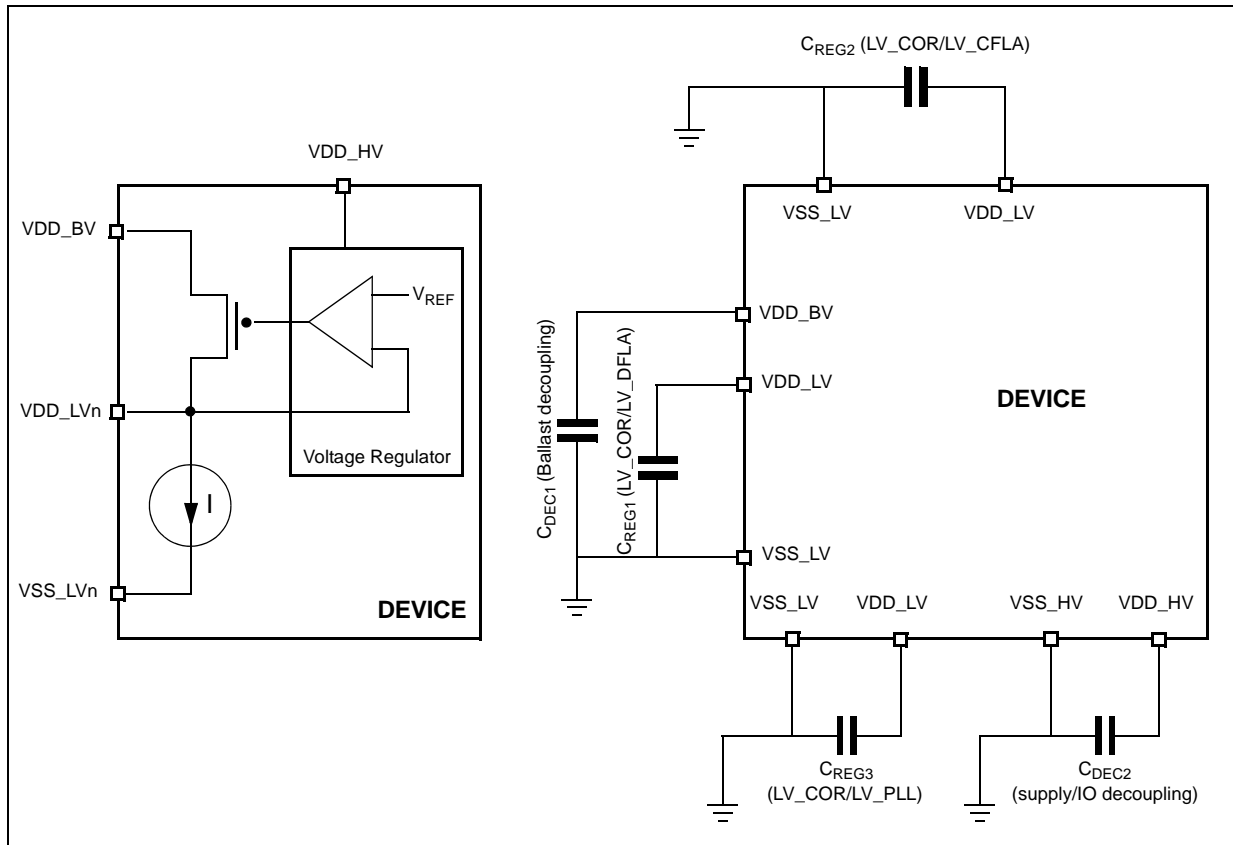 VDD_HV
VDD_BV
VREF
VDD_LVn
Voltage Regulator
I
VSS_LVn
DEVICE
CREG2 (LV_COR/LV_CFLA)
VSS_LV
VDD_LV
VDD_BV
VDD_LV
DEVICE
CDEC1 (Ballast decoupling)
CREG1 (LV_COR/LV_DFLA)
VSS_LV
VSS_LV
VDD_LV
VSS_HV
VDD_HV
CREG3
(LV_COR/LV_PLL)
CDEC2
(supply/IO decoupling)